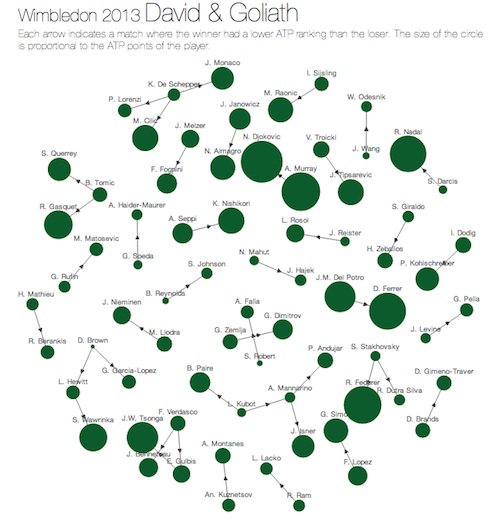 Wimbledon 2013 David & Goliath
Each arrow indicates a match where the winner had a lower ATP ranking than the loser. The size of the circle
is proportional to the ATP points of the player.
J. Monaco
K. De Schepper
I. Sijsling
P. Lorenzi
M. Raonic
W. Odesnik
J. Janowicz
M. Cilic
J. Melzer
N. Djokovic
V. Troicki
R. Nadal
S. Querrey
N. Almagro
J. Wang
F. Fognini
A. Murray
J. Tipsarevic
B. Tomic
S. Darcis
R. Gasquet
A. Haider-Maurer
K. Nishikori
A. Seppi
L. Rosol
J. Reister
S. Giraldo
M. Matosevic
I. Dodig
G. Soeda
N. Mahut
H. Zeballos
P. Kohlschreiber
G. Rufin
S. Johnson
J. Hajek
H. Mathieu
B. Reynolds
J.M. Del Potro
D. Ferrer
J. Nieminen
A. Falla
G. Pella
G. Dimitrov
M. Llodra
G. Zemlja
J. Levine
R. Berankis
D. Brown
S. Robert
P. Andujar
S. Stakhovsky
G. Garcia-Lopez
B. Paire
L. Hewitt
A. Mannarino
R. Federer
R. Dutra Silva
D. Gimeno-Traver
L. Kubot
S. Wawrinka
J.W. Tsonga
F. Verdasco
G. Simon
D. Brands
J. Isner
J. Benneteau
E. Gulbis
A. Montanes
L. Lacko
F. Lopez
An. Kuznetsov
R. Ram